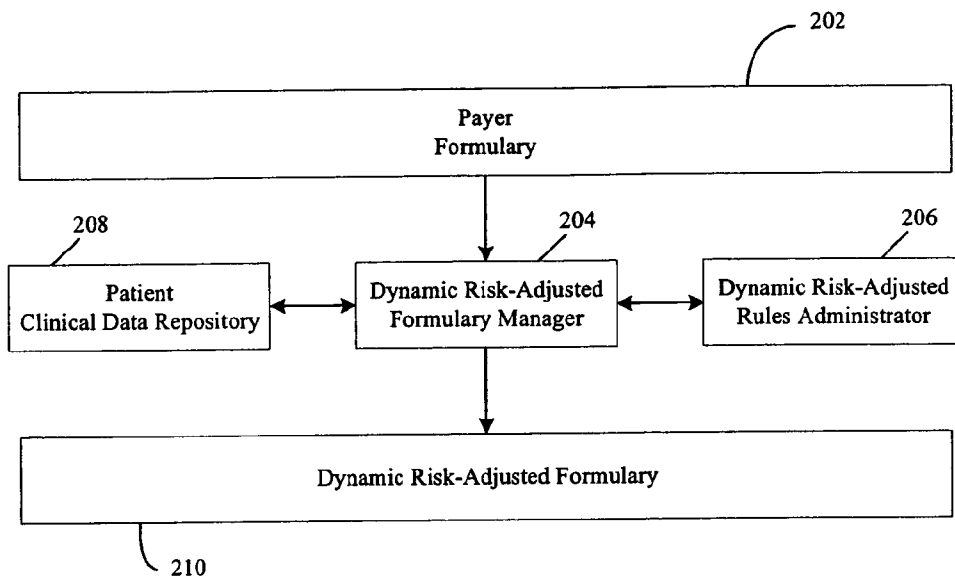 202
Payer
Formulary
208
204
206
Patient
Clinical Data Repository
Dynamic Risk-Adjusted
Formulary Manager
Dynamic Risk-Adjusted
Rules Administrator
Dynamic Risk-Adjusted Formulary
210